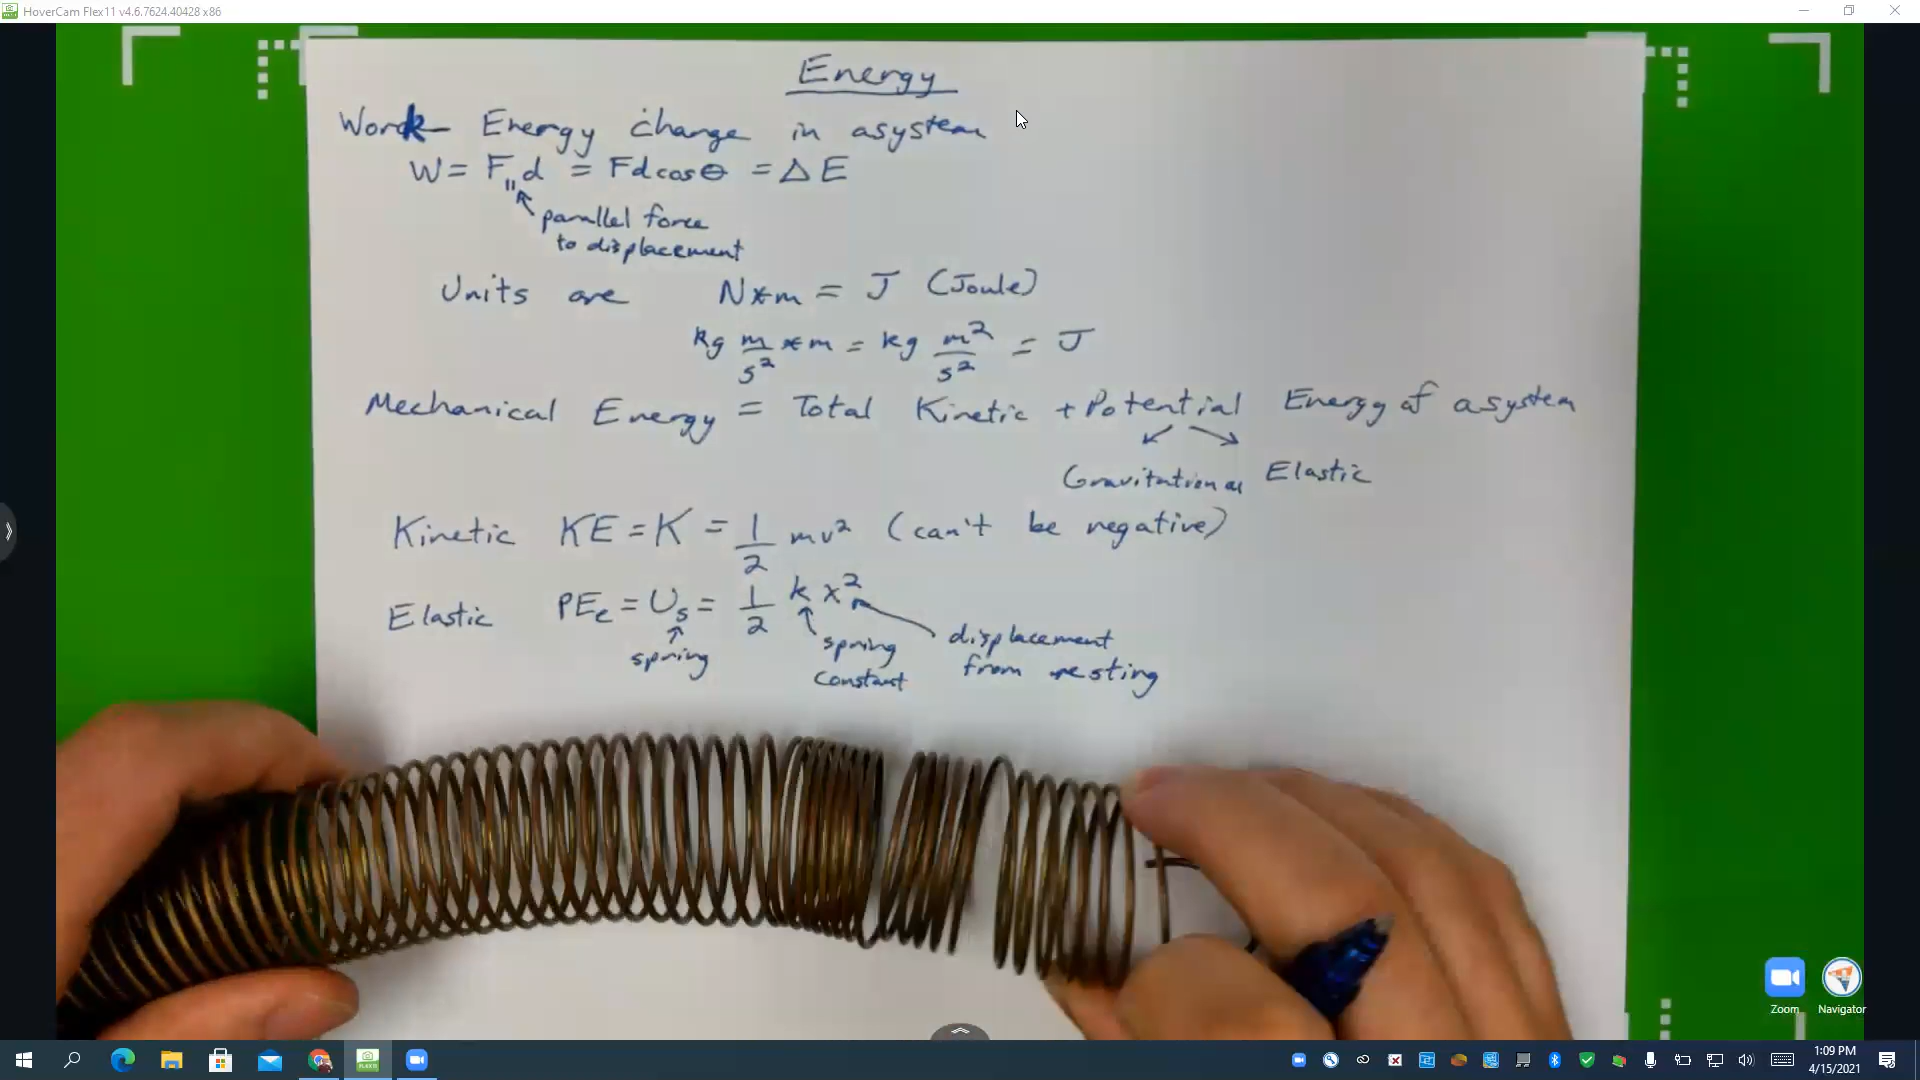 HoverCam Flex11 v4.6.7624.40428 x86
Energy
Work Energy change in a system
W = F∥d = Fdcosθ = ΔE
parallel force
to displacement
Units are N*m = J (Joule)
kg m/s² * m = kg m²/s² = J
Mechanical Energy = Total Kinetic + Potential Energy of a system
Gravitational Elastic
Kinetic KE = K = 1/2 mv² (can't be negative)
Elastic PEe = Us = 1/2 k x²
spring
spring
constant
displacement
from resting
Zoom
Navigator
1:09 PM
4/15/2021